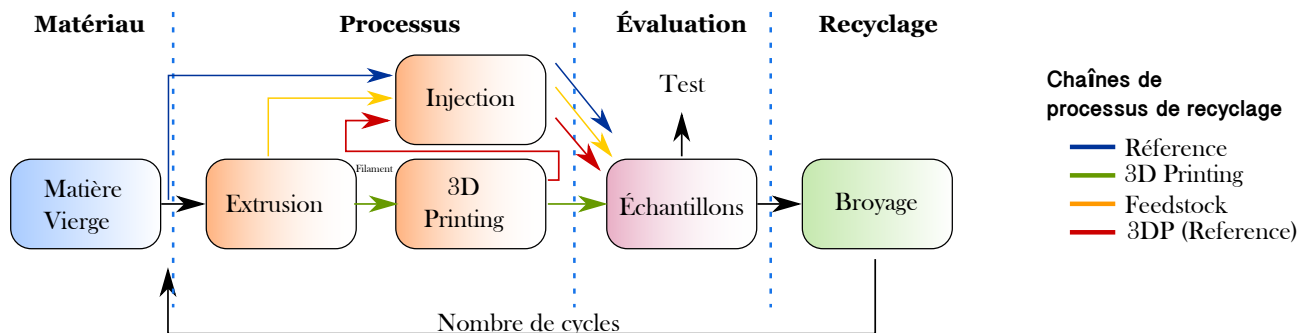 Matériau
Processus
Évaluation
Recyclage
Injection
Test
Chaînes de
processus de recyclage
Réference
3D Printing
Feedstock
3DP (Reference)
Matière
Vierge
Extrusion
Filament
3D
Printing
Échantillons
Broyage
Nombre de cycles